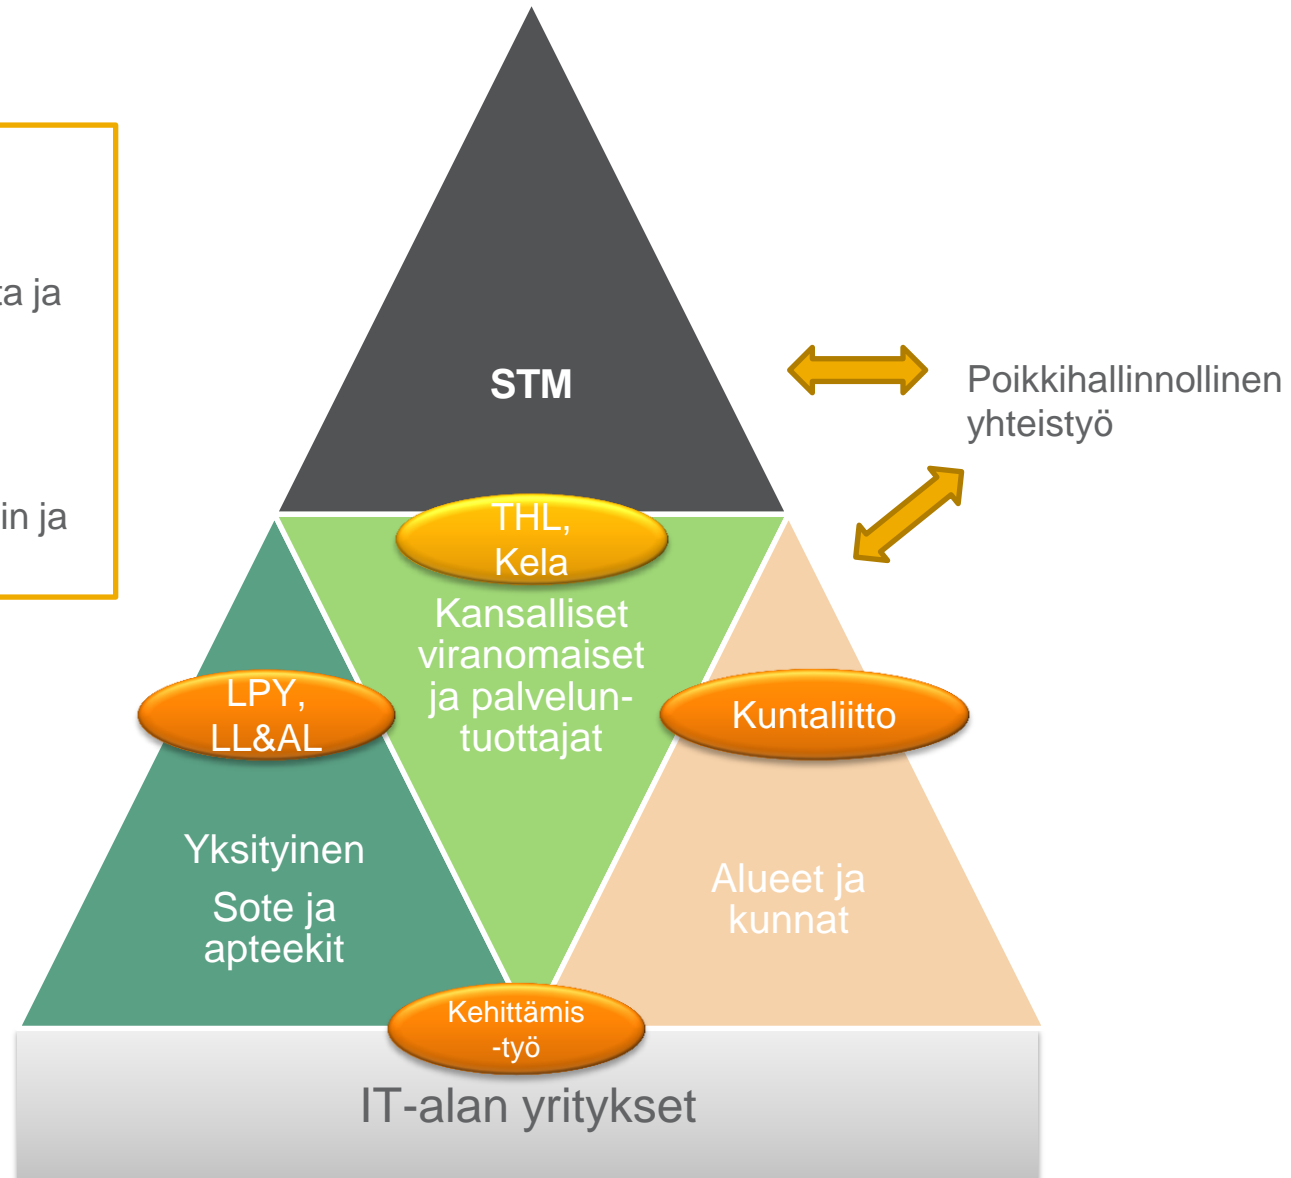 ta ja
in ja
STM
Poikkihallinnollinen
yhteistyö
THL,
Kela
Kansalliset
viranomaiset
ja palvelun-
tuottajat
LPY,
LL&AL
Kuntaliitto
Yksityinen
Sote ja
apteekit
Alueet ja
kunnat
Kehittämis
-työ
IT-alan yritykset